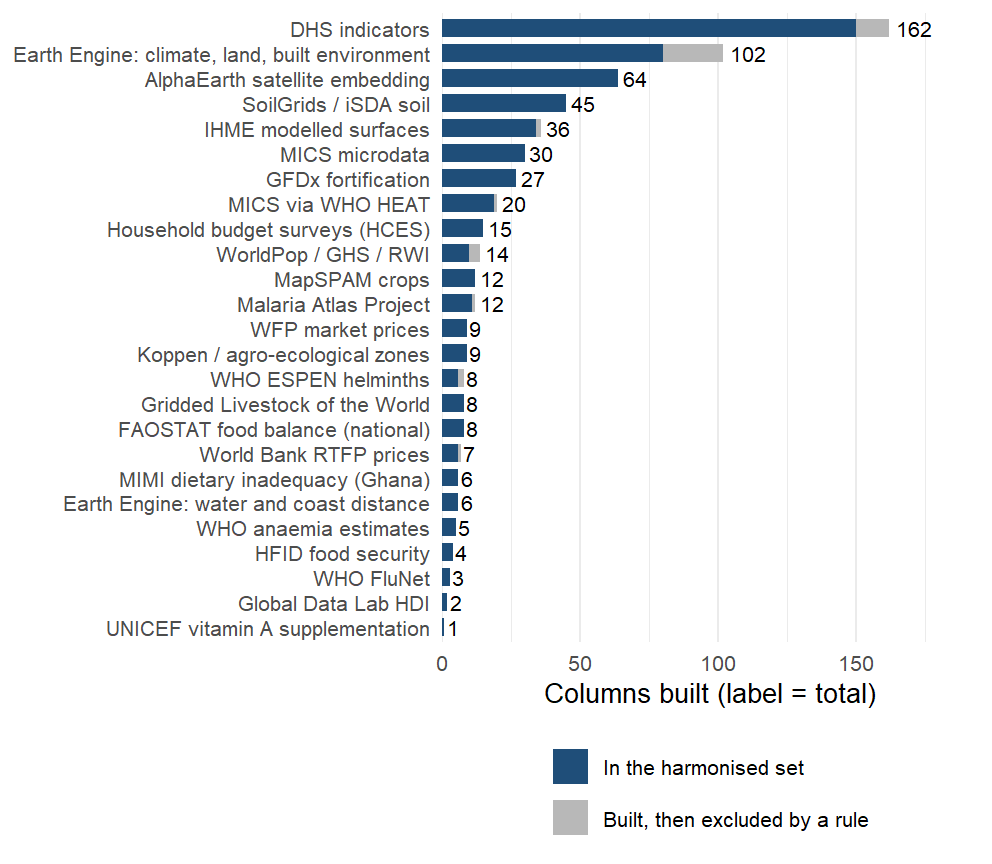 DHS indicators 162
Earth Engine: climate, land, built environment 102
AlphaEarth satellite embedding 64
SoilGrids / iSDA soil 45
IHME modelled surfaces 36
MICS microdata 30
GFDx fortification 27
MICS via WHO HEAT 20
Household budget surveys (HCES) 15
WorldPop / GHS / RWI 14
MapSPAM crops 12
Malaria Atlas Project 12
WFP market prices 9
Koppen / agro-ecological zones 9
WHO ESPEN helminths 8
Gridded Livestock of the World 8
FAOSTAT food balance (national) 8
World Bank RTFP prices 7
MIMI dietary inadequacy (Ghana) 6
Earth Engine: water and coast distance 6
WHO anaemia estimates 5
HFID food security 4
WHO FluNet 3
Global Data Lab HDI 2
UNICEF vitamin A supplementation 1
0 50 100 150
Columns built (label = total)
In the harmonised set
Built, then excluded by a rule